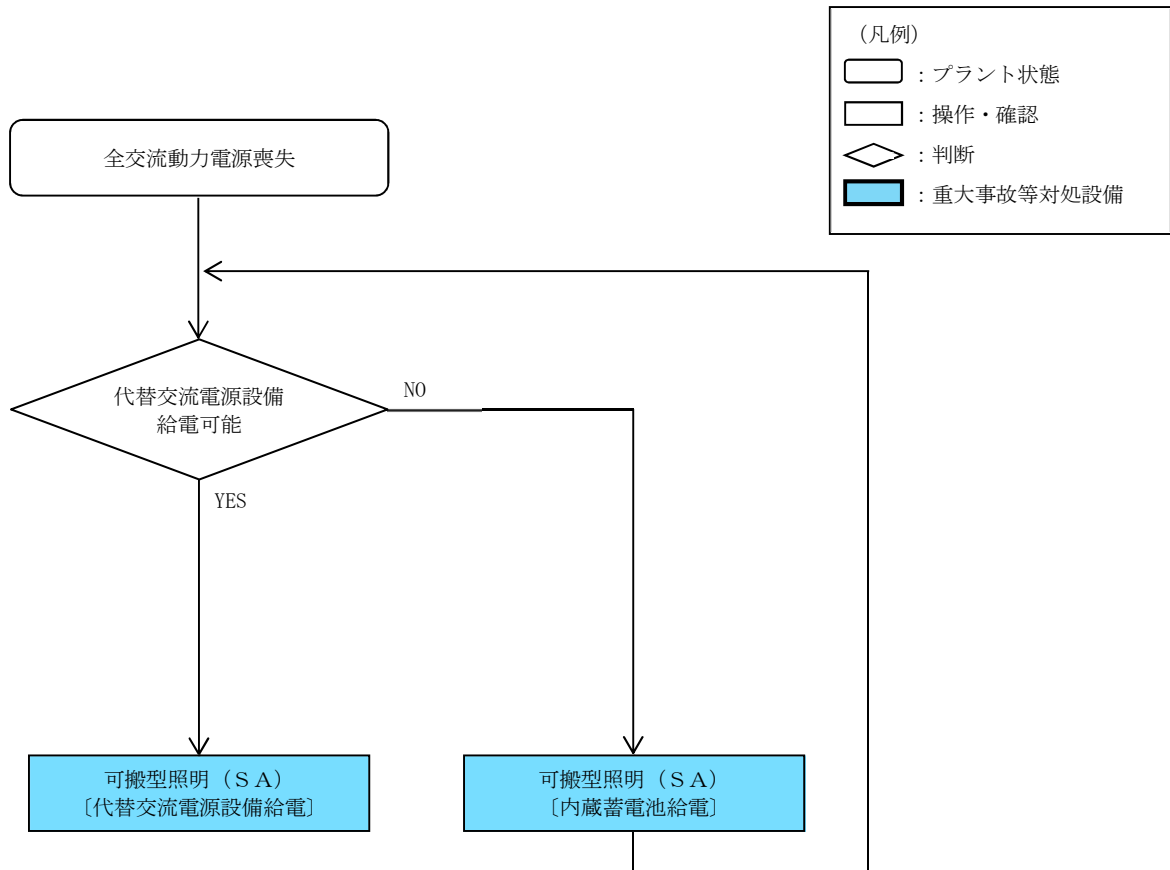 （凡例）
：プラント状態
：操作・確認
：判断
：重大事故等対処設備
全交流動力電源喪失
代替交流電源設備
給電可能
NO
YES
可搬型照明（ＳＡ）
〔代替交流電源設備給電〕
可搬型照明（ＳＡ）
〔内蔵蓄電池給電〕